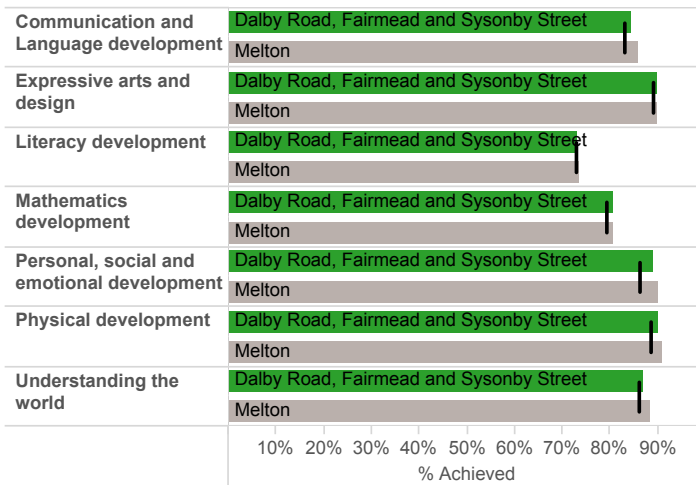 Communication and
Language development
Dalby Road, Fairmead and Sysonby Street
Melton
Expressive arts and
design
Dalby Road, Fairmead and Sysonby Street
Melton
Literacy development
Dalby Road, Fairmead and Sysonby Street
Melton
Mathematics
development
Dalby Road, Fairmead and Sysonby Street
Melton
Personal, social and
emotional development
Dalby Road, Fairmead and Sysonby Street
Melton
Physical development
Dalby Road, Fairmead and Sysonby Street
Melton
Understanding the
world
Dalby Road, Fairmead and Sysonby Street
Melton
10% 20% 30% 40% 50% 60% 70% 80% 90%
% Achieved